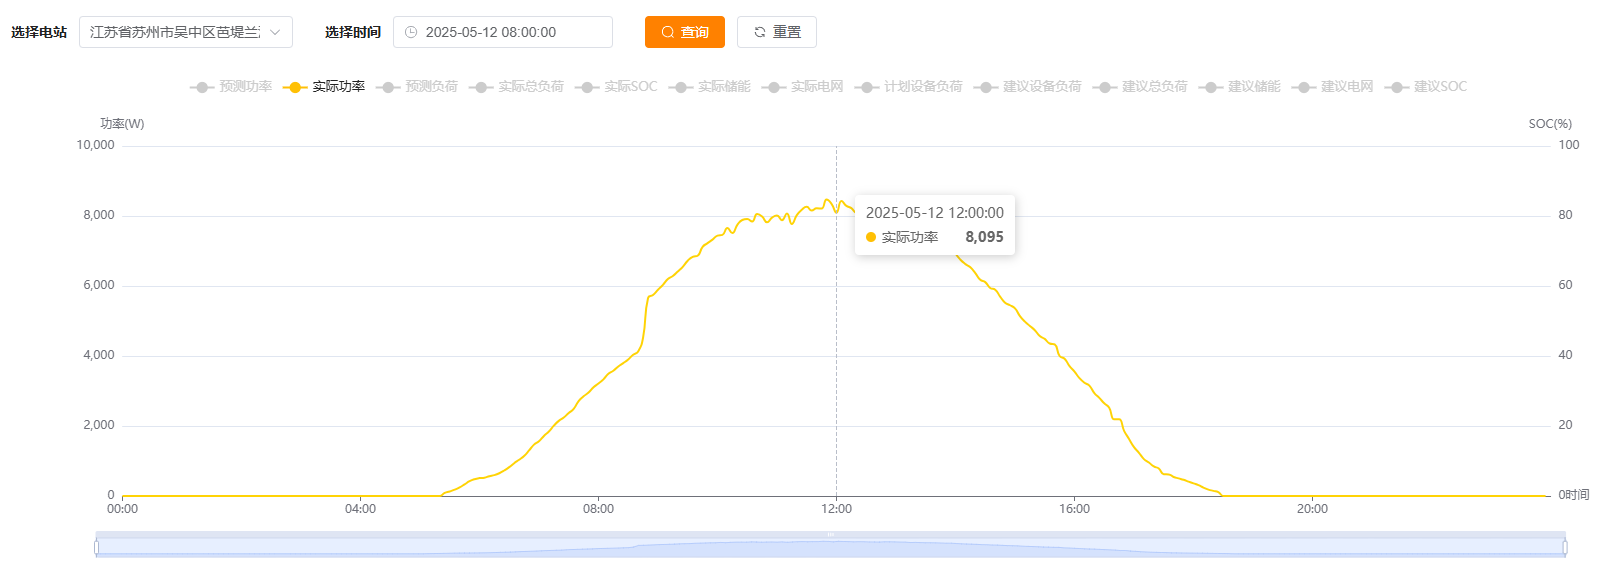 选择电站 江苏省苏州市吴中区芭堤兰 选择时间 2025-05-12 08:00:00 查询 重置
预测功率 实际功率 预测负荷 实际总负荷 实际SOC 实际储能 实际电网 计划设备负荷 建议设备负荷 建议总负荷 建议储能 建议电网 建议SOC
功率(W) SOC(%)
10,000 100
8,000 80
2025-05-12 12:00:00
实际功率 8,095
6,000 60
4,000 40
2,000 20
0 0时间
00:00 04:00 08:00 12:00 16:00 20:00